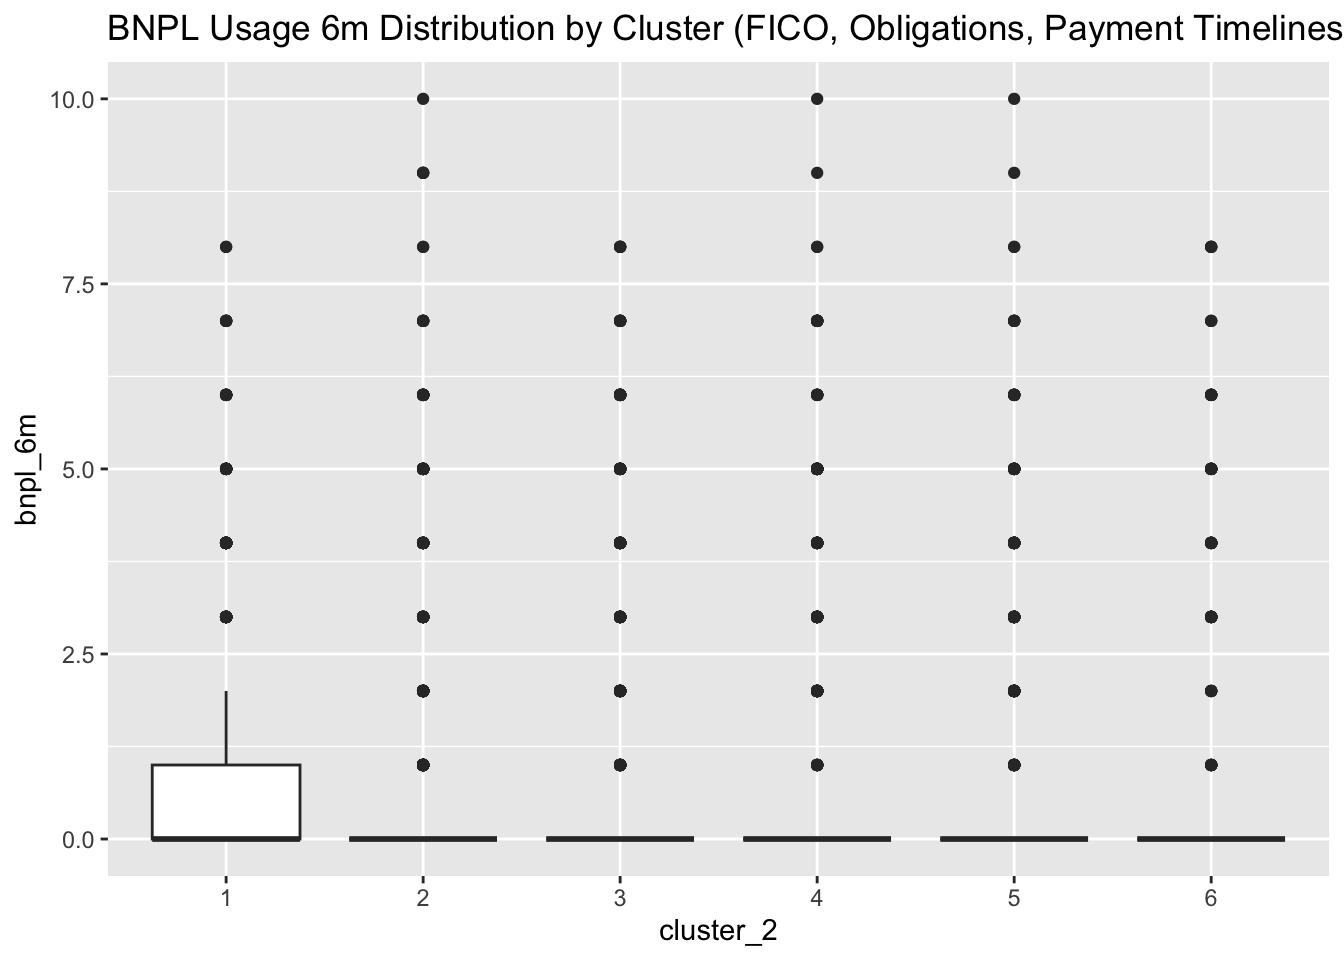 BNPL Usage 6m Distribution by Cluster (FICO, Obligations, Payment Timelines
10.0
7.5
5.0
2.5
0.0
bnpl_6m
1 2 3 4 5 6
cluster_2